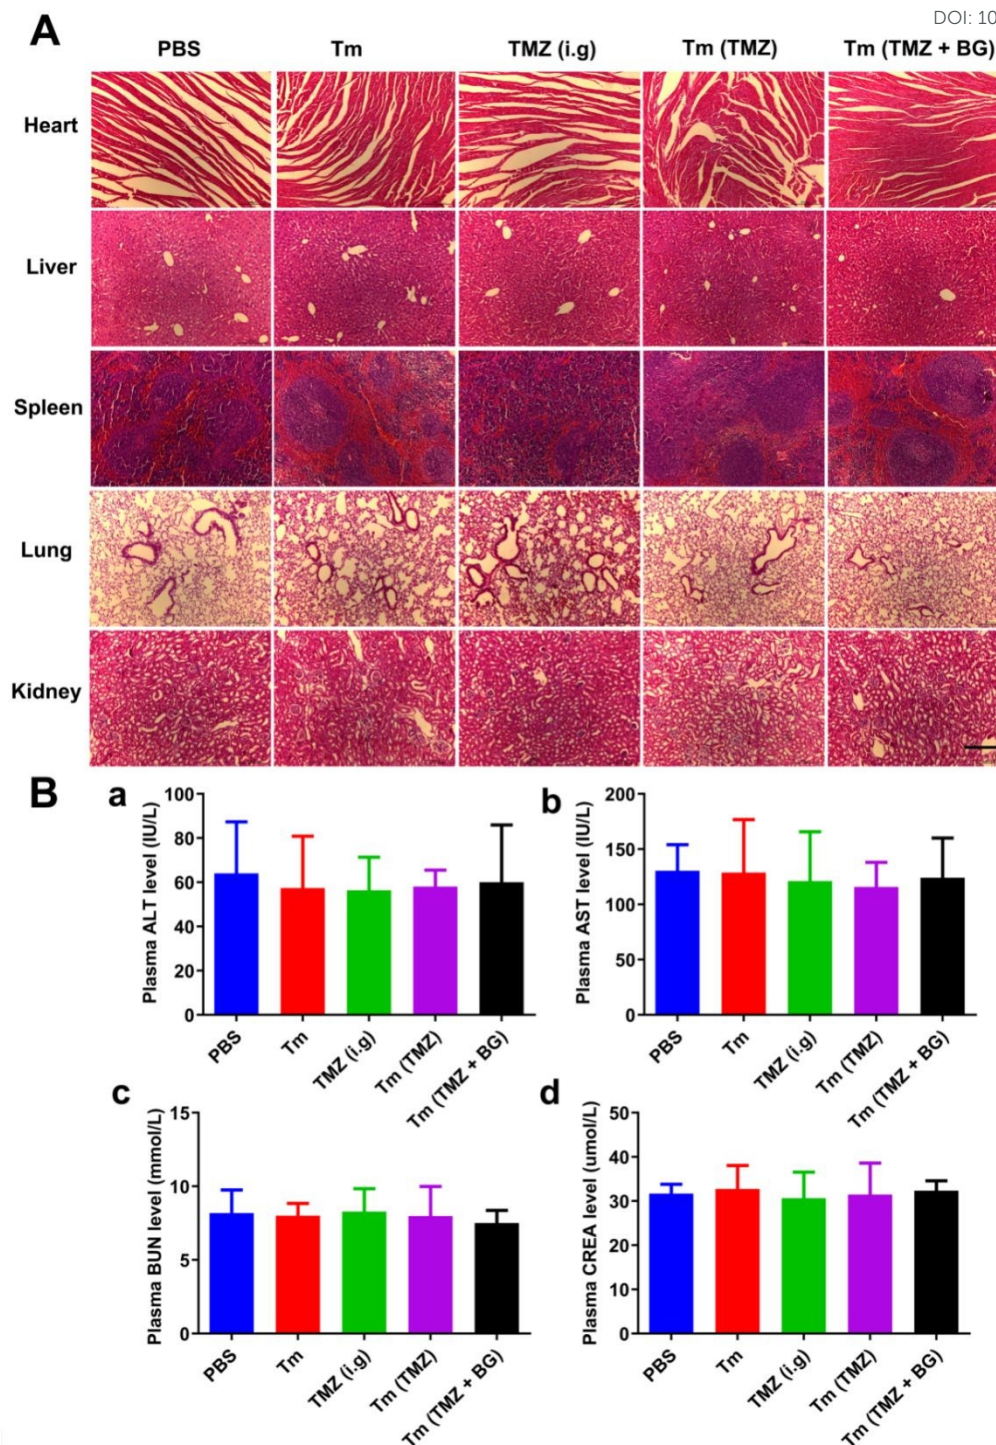 DOI: 10
A
PBS Tm TMZ (i.g) Tm (TMZ) Tm (TMZ + BG)
Heart
Liver
Spleen
Lung
Kidney
B
a
Plasma ALT level (IU/L)
100
80
60
40
20
0
PBS Tm TMZ (i.g) Tm (TMZ) Tm (TMZ + BG)
b
Plasma AST level (IU/L)
200
150
100
50
0
PBS Tm TMZ (i.g) Tm (TMZ) Tm (TMZ + BG)
c
Plasma BUN level (mmol/L)
15
10
5
0
PBS Tm TMZ (i.g) Tm (TMZ) Tm (TMZ + BG)
d
Plasma CREA level (umol/L)
50
40
30
20
10
0
PBS Tm TMZ (i.g) Tm (TMZ) Tm (TMZ + BG)